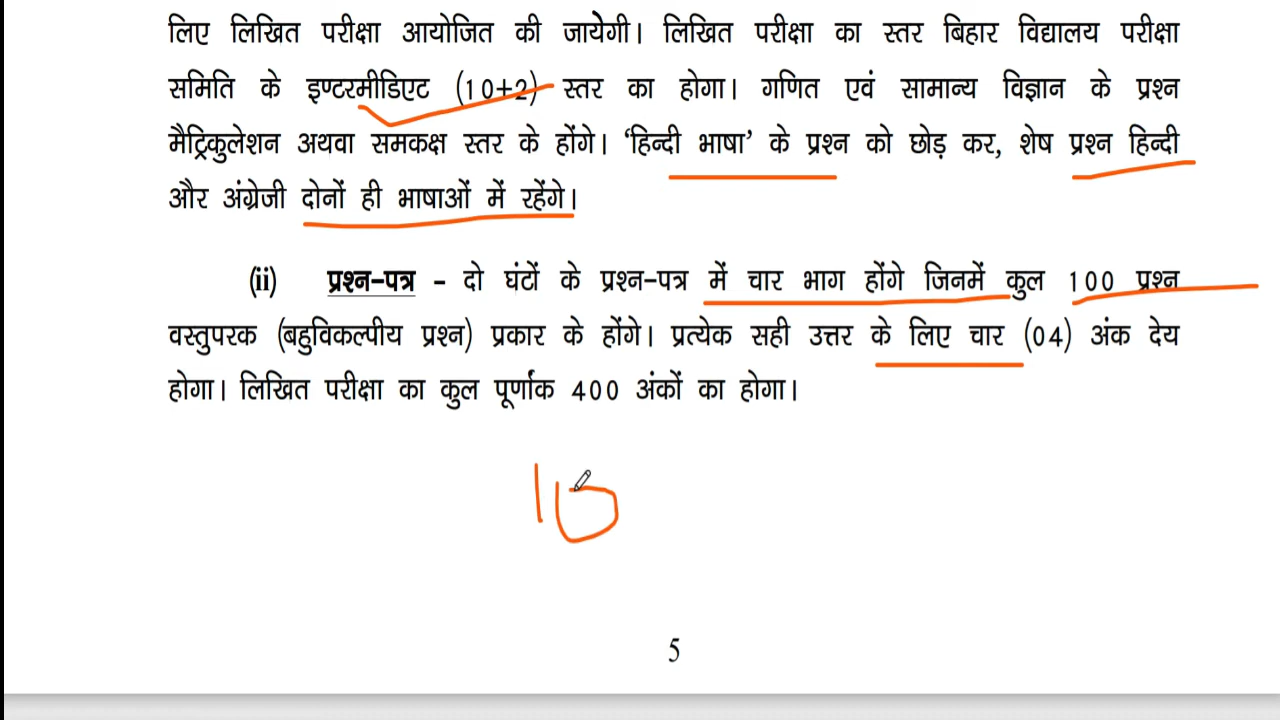 लिए लिखित परीक्षा आयोजित की जायेगी। लिखित परीक्षा का स्तर बिहार विद्यालय परीक्षा
समिति के इण्टरमीडिएट (10+2) स्तर का होगा। गणित एवं सामान्य विज्ञान के प्रश्न
मैट्रिकुलेशन अथवा समकक्ष स्तर के होंगे। 'हिन्दी भाषा' के प्रश्न को छोड़ कर, शेष प्रश्न हिन्दी
और अंग्रेजी दोनों ही भाषाओं में रहेंगे।
(ii) प्रश्न-पत्र - दो घंटों के प्रश्न-पत्र में चार भाग होंगे जिनमें कुल 100 प्रश्न
वस्तुपरक (बहुविकल्पीय प्रश्न) प्रकार के होंगे। प्रत्येक सही उत्तर के लिए चार (04) अंक देय
होगा। लिखित परीक्षा का कुल पूर्णांक 400 अंकों का होगा।
10
5